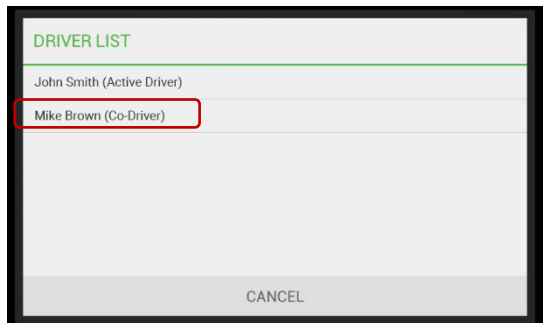 DRIVER LIST
John Smith (Active Driver)
Mike Brown (Co-Driver)
CANCEL